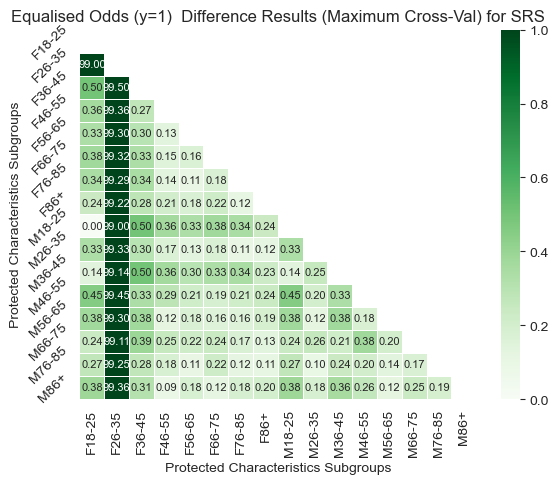 Equalised Odds (y=1)  Difference Results (Maximum Cross-Val) for SRS
Protected Characteristics Subgroups
F18-25
F26-35 99.00
F36-45 0.50 99.50
F46-55 0.36 99.36 0.27
F56-65 0.33 99.30 0.30 0.13
F66-75 0.38 99.32 0.33 0.15 0.16
F76-85 0.34 99.29 0.34 0.14 0.11 0.18
F86+ 0.24 99.22 0.28 0.21 0.18 0.22 0.12
M18-25 0.00 99.00 0.50 0.36 0.33 0.38 0.34 0.24
M26-35 0.33 99.33 0.30 0.17 0.13 0.18 0.11 0.12 0.33
M36-45 0.14 99.14 0.50 0.36 0.30 0.33 0.34 0.23 0.14 0.25
M46-55 0.45 99.45 0.33 0.29 0.21 0.19 0.21 0.24 0.45 0.20 0.33
M56-65 0.38 99.30 0.38 0.12 0.18 0.16 0.16 0.19 0.38 0.12 0.38 0.18
M66-75 0.24 99.11 0.39 0.25 0.22 0.24 0.17 0.13 0.24 0.26 0.21 0.38 0.20
M76-85 0.27 99.25 0.28 0.18 0.11 0.22 0.12 0.11 0.27 0.10 0.24 0.20 0.14 0.17
M86+ 0.38 99.36 0.31 0.09 0.18 0.12 0.18 0.20 0.38 0.18 0.36 0.26 0.12 0.25 0.19
F18-25 F26-35 F36-45 F46-55 F56-65 F66-75 F76-85 F86+ M18-25 M26-35 M36-45 M46-55 M56-65 M66-75 M76-85 M86+
Protected Characteristics Subgroups
1.0
0.8
0.6
0.4
0.2
0.0